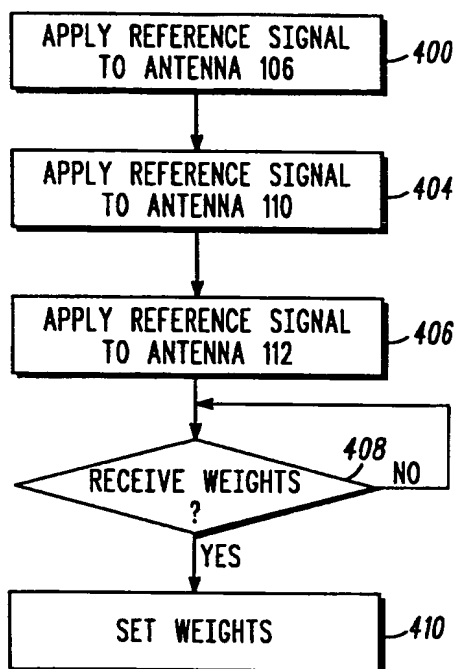 APPLY REFERENCE SIGNAL
TO ANTENNA 106
400
APPLY REFERENCE SIGNAL
TO ANTENNA 110
404
APPLY REFERENCE SIGNAL
TO ANTENNA 112
406
408
RECEIVE WEIGHTS
?
NO
YES
SET WEIGHTS
410